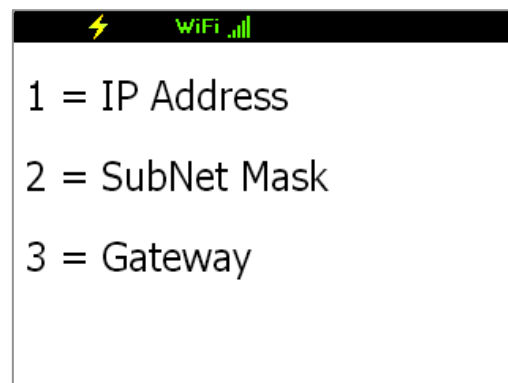 WiFi
1 = IP Address
2 = SubNet Mask
3 = Gateway